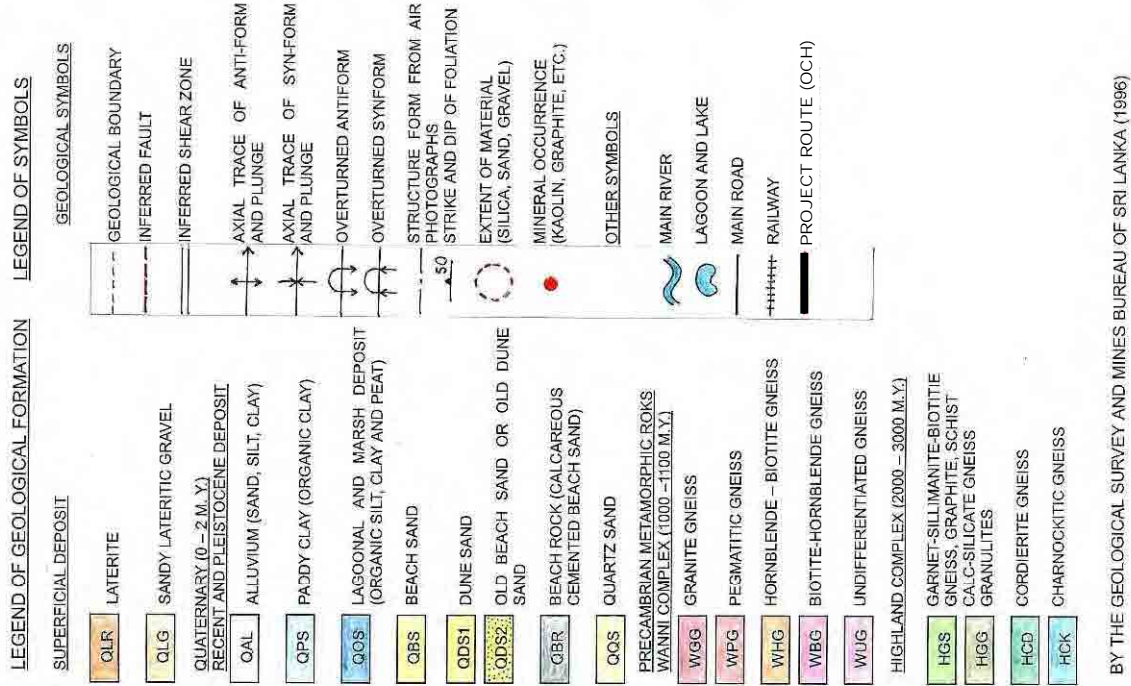 LEGEND OF GEOLOGICAL FORMATION
SUPERFICIAL DEPOSIT
QLR LATERITE
QLG SANDY LATERITIC GRAVEL
QUATERNARY (0 – 2 M. Y.)
RECENT AND PLEISTOCENE DEPOSIT
QAL ALLUVIUM (SAND, SILT, CLAY)
QPS PADDY CLAY (ORGANIC CLAY)
QOS LAGOONAL AND MARSH DEPOSIT
(ORGANIC SILT, CLAY AND PEAT)
QBS BEACH SAND
QDS1 DUNE SAND
QDS2 OLD BEACH SAND OR OLD DUNE
SAND
QBR BEACH ROCK (CALCAREOUS
CEMENTED BEACH SAND)
QQS QUARTZ SAND
PRECAMBRIAN METAMORPHIC ROKS
WANNI COMPLEX (1000 –1100 M.Y.)
WGG GRANITE GNEISS
WPG PEGMATITIC GNEISS
WHG HORNBLENDE – BIOTITE GNEISS
WBG BIOTITE-HORNBLENDE GNEISS
WUG UNDIFFERENTIATED GNEISS
HIGHLAND COMPLEX (2000 – 3000 M.Y.)
HGS GARNET-SILLIMANITE-BIOTITIE
GNEISS, GRAPHITE, SCHIST
HGG CALC-SILICATE GNEISS
GRANULITES
HCD CORDIERITE GNEISS
HCK CHARNOCKITIC GNEISS
LEGEND OF SYMBOLS
GEOLOGICAL SYMBOLS
GEOLOGICAL BOUNDARY
INFERRED FAULT
INFERRED SHEAR ZONE
AXIAL TRACE OF ANTI-FORM
AND PLUNGE
AXIAL TRACE OF SYN-FORM
AND PLUNGE
OVERTURNED ANTIFORM
OVERTURNED SYNFORM
STRUCTURE FORM FROM AIR
PHOTOGRAPHS
50 STRIKE AND DIP OF FOLIATION
EXTENT OF MATERIAL
(SILICA, SAND, GRAVEL)
MINERAL OCCURRENCE
(KAOLIN, GRAPHITE, ETC.)
OTHER SYMBOLS
MAIN RIVER
LAGOON AND LAKE
MAIN ROAD
RAILWAY
PROJECT ROUTE (OCH)
BY THE GEOLOGICAL SURVEY AND MINES BUREAU OF SRI LANKA (1996)